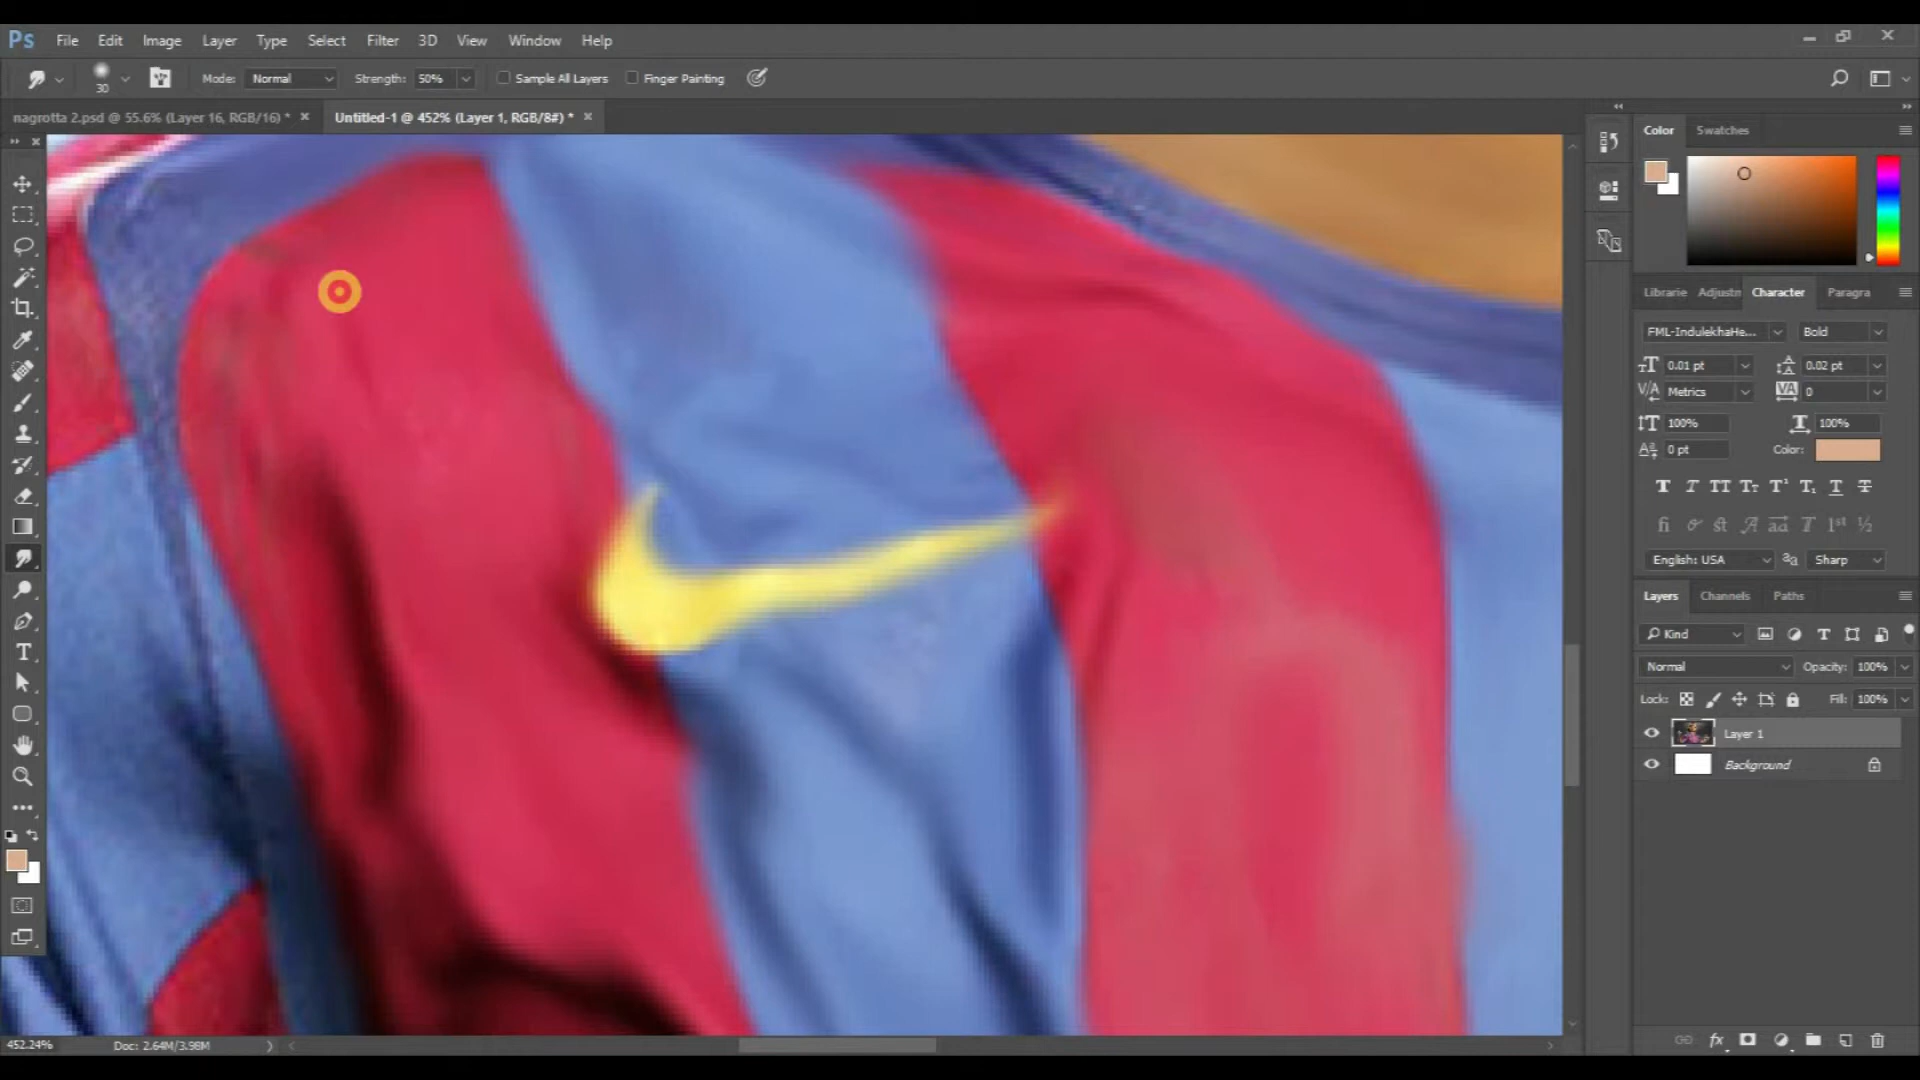 Ps File Edit Image Layer Type Select Filter 3D View Window Help
30 Mode: Normal Strength: 50% Sample All Layers Finger Painting
nagrotta 2.psd @ 55.6% (Layer 16, RGB/16) * × Untitled-1 @ 452% (Layer 1, RGB/8#) * ×
Color Swatches
Librarie Adjustn Character Paragra
FML-IndulekhaHe... Bold
0.01 pt 0.02 pt
Metrics 0
100% 100%
0 pt Color:
English: USA Sharp
Layers Channels Paths
Kind
Normal Opacity: 100%
Lock: Fill: 100%
Layer 1
Background
452.24% Doc: 2.64M/3.98M